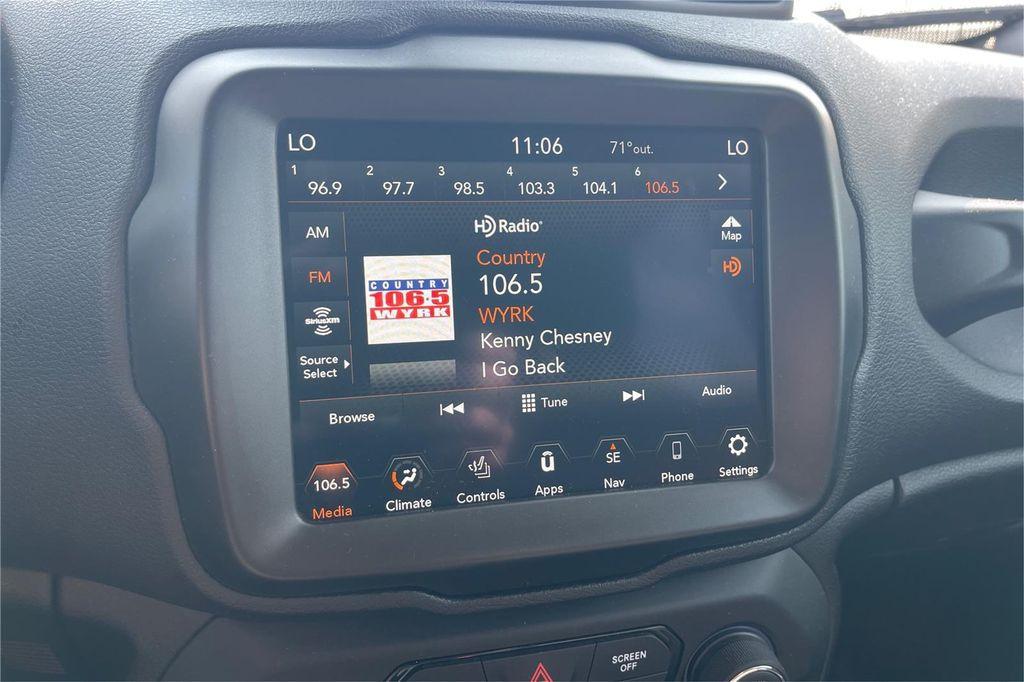 LO 11:06 71°out. LO
1 96.9 2 97.7 3 98.5 4 103.3 5 104.1 6 106.5
AM
FM
SiriusXM
Source
Select
HD Radio
COUNTRY
106.5
WYRK
Country
106.5
WYRK
Kenny Chesney
I Go Back
Map
HD
Browse Tune Audio
106.5 SE
Media Climate Controls Apps Nav Phone Settings
SCREEN
OFF